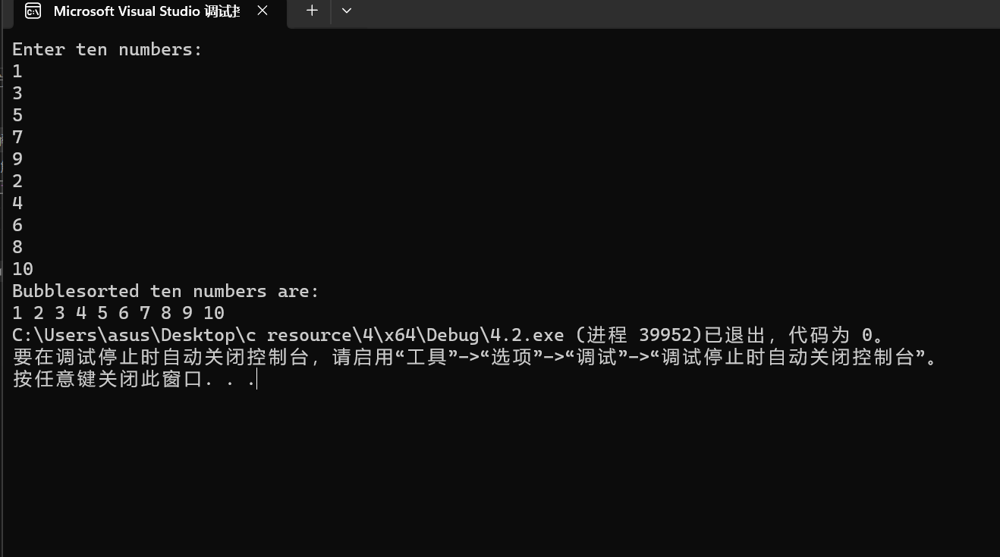 Microsoft Visual Studio 调试
Enter ten numbers:
1
3
5
7
9
2
4
6
8
10
Bubblesorted ten numbers are:
1 2 3 4 5 6 7 8 9 10
C:\Users\asus\Desktop\c resource\4\x64\Debug\4.2.exe (进程 39952)已退出，代码为 0。
要在调试停止时自动关闭控制台，请启用“工具”->“选项”->“调试”->“调试停止时自动关闭控制台”。
按任意键关闭此窗口. . .